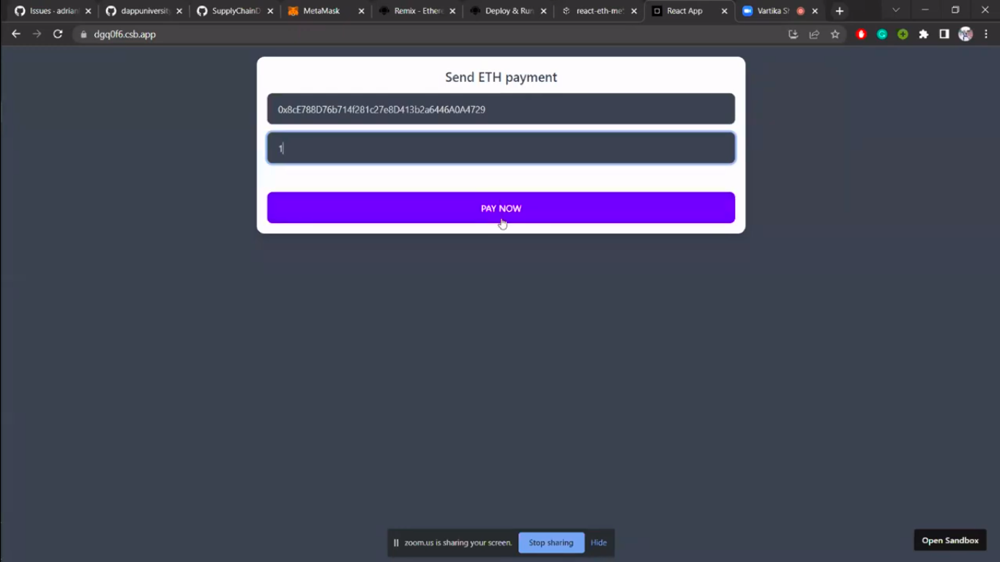 Issues · adrian
dappuniversity
SupplyChainD
MetaMask
Remix - Ethere
Deploy & Run
react-eth-me
React App
Vartika S
dgq0f6.csb.app
Send ETH payment
0x8cE788D76b714f281c27e8D413b2a6446A0A4729
1
PAY NOW
zoom.us is sharing your screen.
Stop sharing
Hide
Open Sandbox